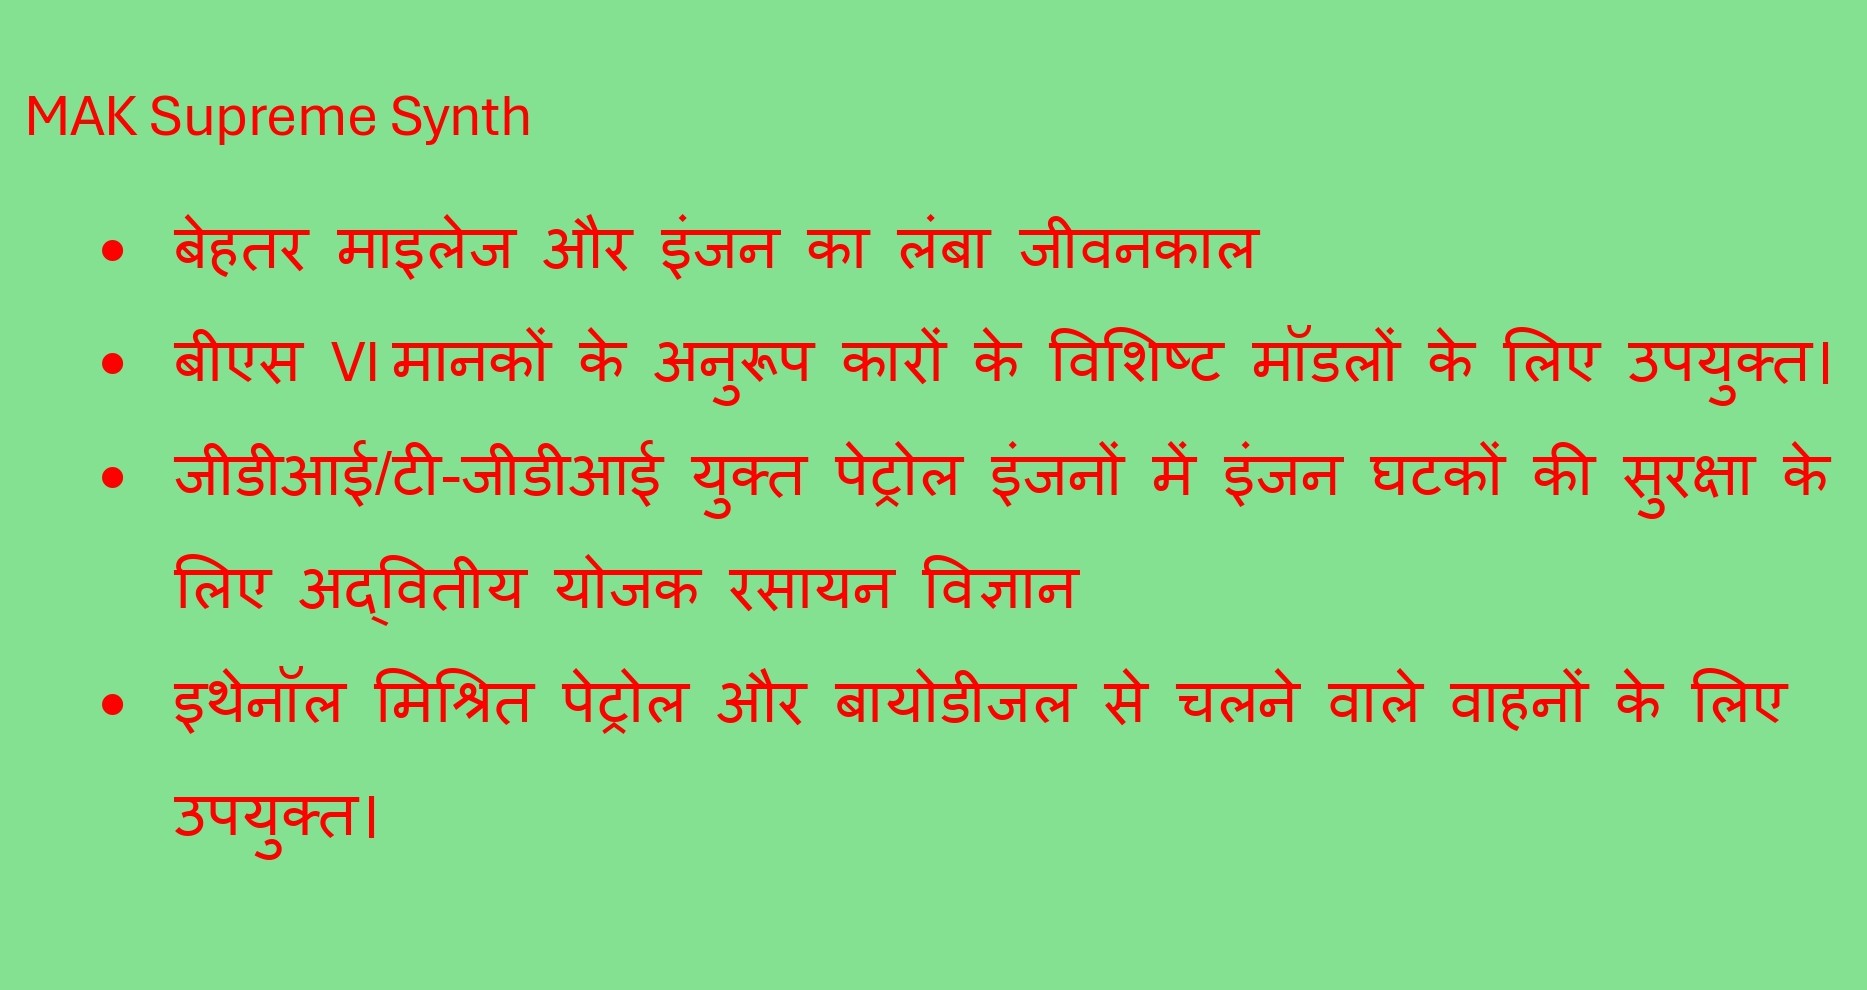 MAK Supreme Synth
• बेहतर माइलेज और इंजन का लंबा जीवनकाल
• बीएस VI मानकों के अनुरूप कारों के विशिष्ट मॉडलों के लिए उपयुक्त।
• जीडीआई/टी-जीडीआई युक्त पेट्रोल इंजनों में इंजन घटकों की सुरक्षा के
लिए अद्वितीय योजक रसायन विज्ञान
• इथेनॉल मिश्रित पेट्रोल और बायोडीजल से चलने वाले वाहनों के लिए
उपयुक्त।